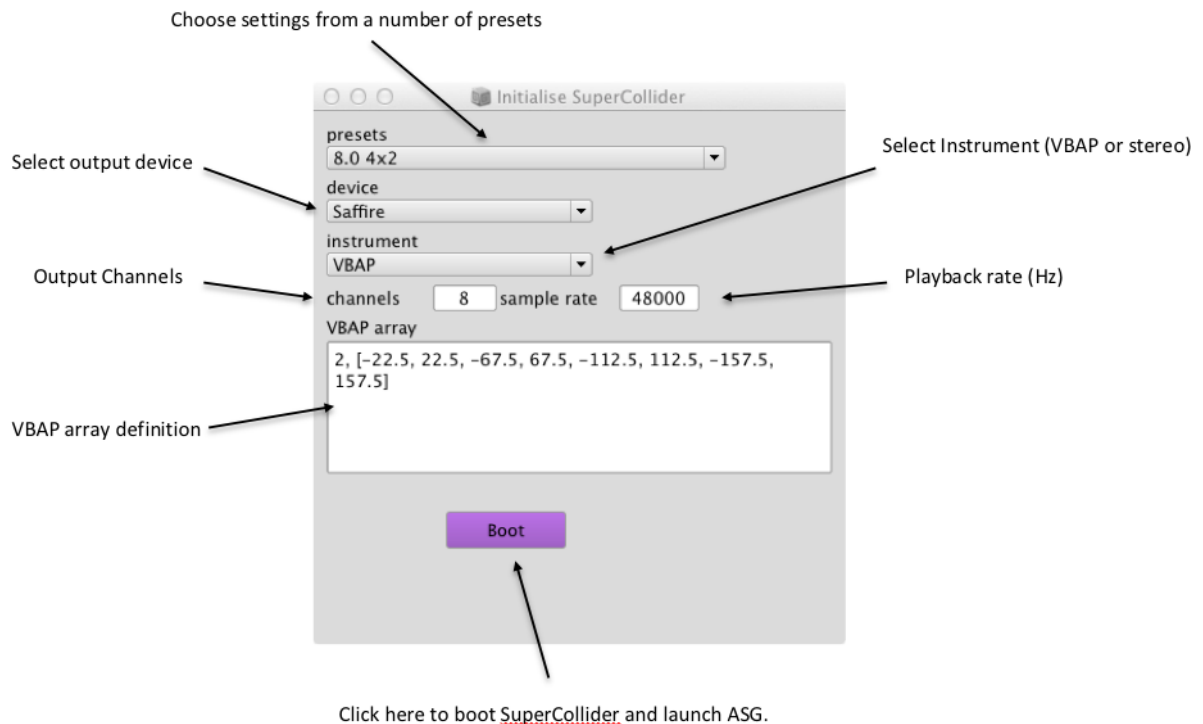 Choose settings from a number of presets
Initialise SuperCollider
presets
8.0 4x2
Select output device
Select Instrument (VBAP or stereo)
device
Saffire
instrument
VBAP
Output Channels
channels 8 sample rate 48000
Playback rate (Hz)
VBAP array
2, [-22.5, 22.5, -67.5, 67.5, -112.5, 112.5, -157.5,
157.5]
VBAP array definition
Boot
Click here to boot SuperCollider and launch ASG.